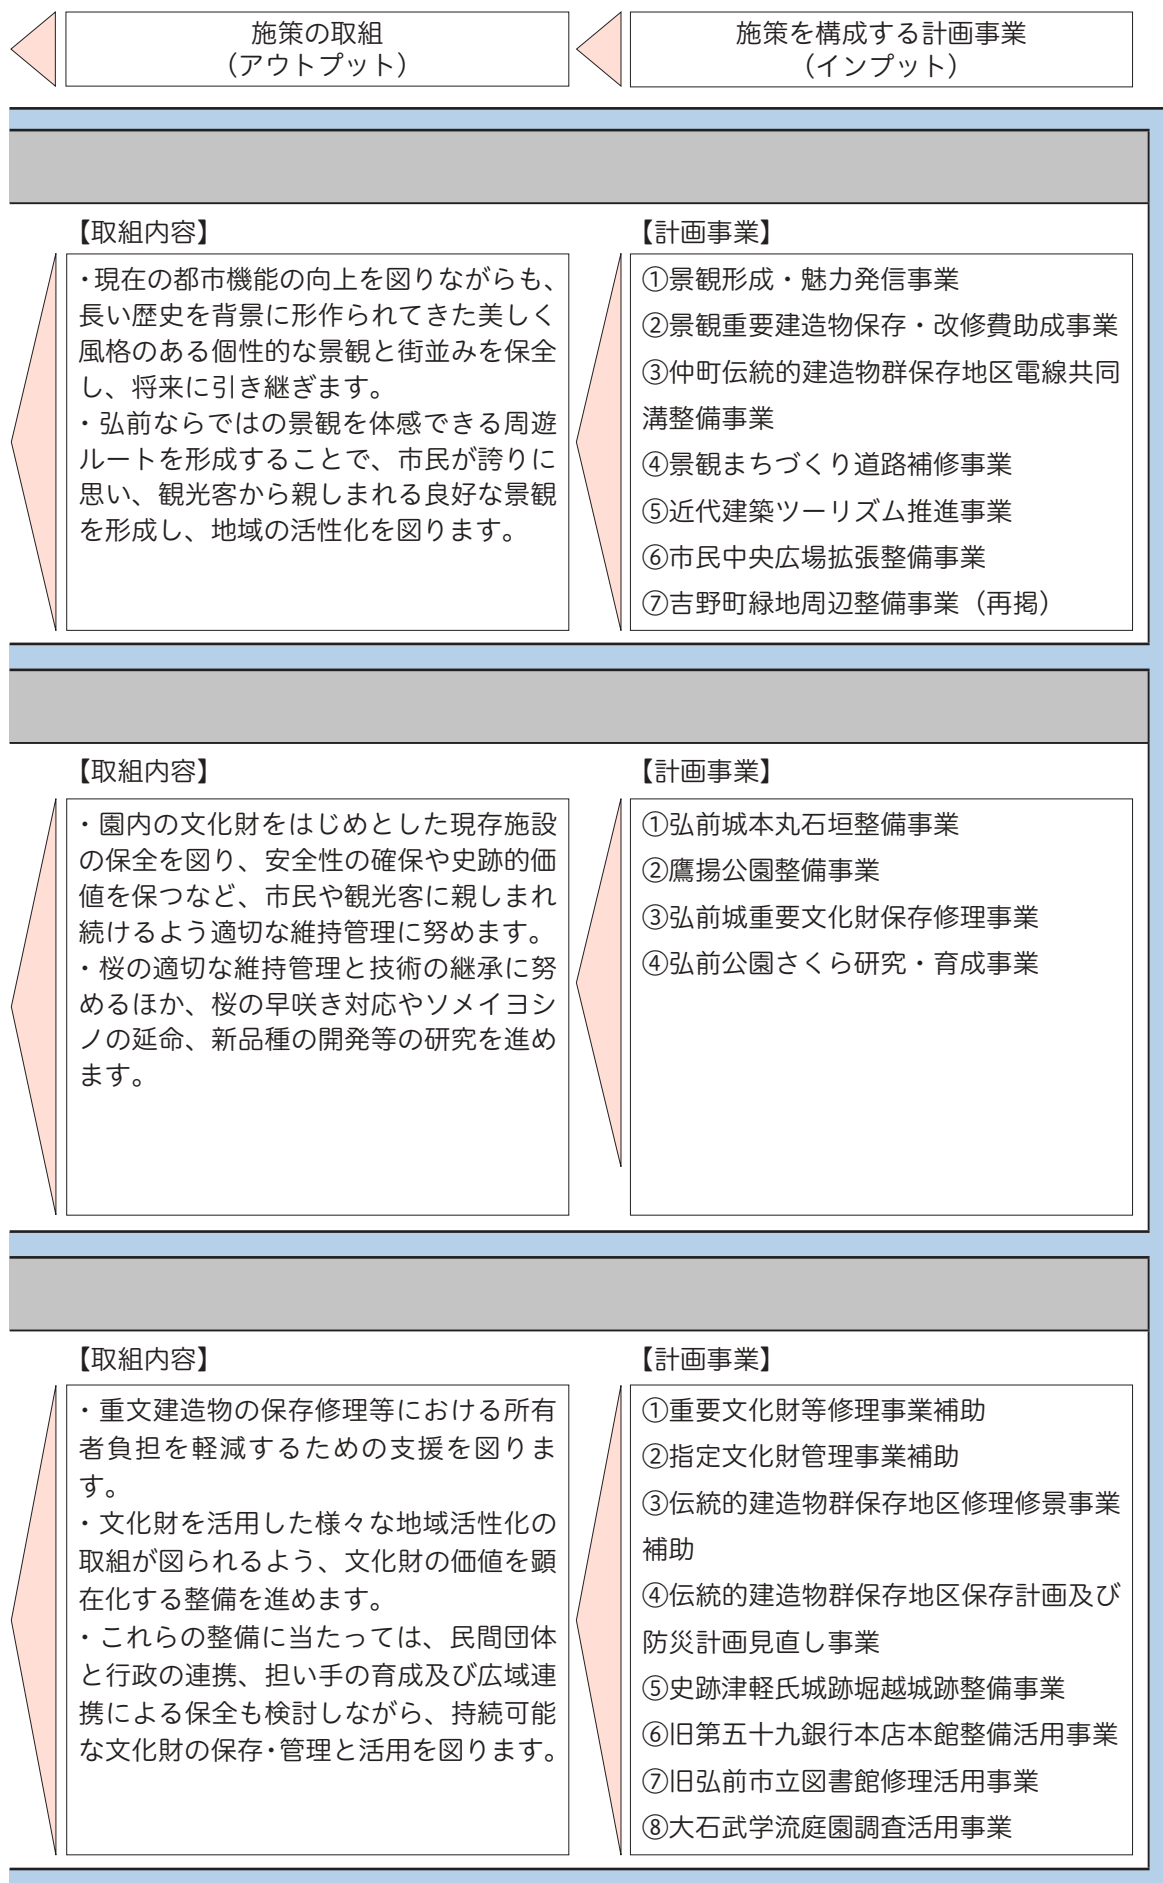 施策の取組
（アウトプット）
施策を構成する計画事業
（インプット）
【取組内容】
・現在の都市機能の向上を図りながらも、
長い歴史を背景に形作られてきた美しく
風格のある個性的な景観と街並みを保全
し、将来に引き継ぎます。
・弘前ならではの景観を体感できる周遊
ルートを形成することで、市民が誇りに
思い、観光客から親しまれる良好な景観
を形成し、地域の活性化を図ります。
【計画事業】
①景観形成・魅力発信事業
②景観重要建造物保存・改修費助成事業
③仲町伝統的建造物群保存地区電線共同
溝整備事業
④景観まちづくり道路補修事業
⑤近代建築ツーリズム推進事業
⑥市民中央広場拡張整備事業
⑦吉野町緑地周辺整備事業（再掲）
【取組内容】
・園内の文化財をはじめとした現存施設
の保全を図り、安全性の確保や史跡的価
値を保つなど、市民や観光客に親しまれ
続けるよう適切な維持管理に努めます。
・桜の適切な維持管理と技術の継承に努
めるほか、桜の早咲き対応やソメイヨシ
ノの延命、新品種の開発等の研究を進め
ます。
【計画事業】
①弘前城本丸石垣整備事業
②鷹揚公園整備事業
③弘前城重要文化財保存修理事業
④弘前公園さくら研究・育成事業
【取組内容】
・重文建造物の保存修理等における所有
者負担を軽減するための支援を図りま
す。
・文化財を活用した様々な地域活性化の
取組が図られるよう、文化財の価値を顕
在化する整備を進めます。
・これらの整備に当たっては、民間団体
と行政の連携、担い手の育成及び広域連
携による保全も検討しながら、持続可能
な文化財の保存・管理と活用を図ります。
【計画事業】
①重要文化財等修理事業補助
②指定文化財管理事業補助
③伝統的建造物群保存地区修理修景事業
補助
④伝統的建造物群保存地区保存計画及び
防災計画見直し事業
⑤史跡津軽氏城跡堀越城跡整備事業
⑥旧第五十九銀行本店本館整備活用事業
⑦旧弘前市立図書館修理活用事業
⑧大石武学流庭園調査活用事業